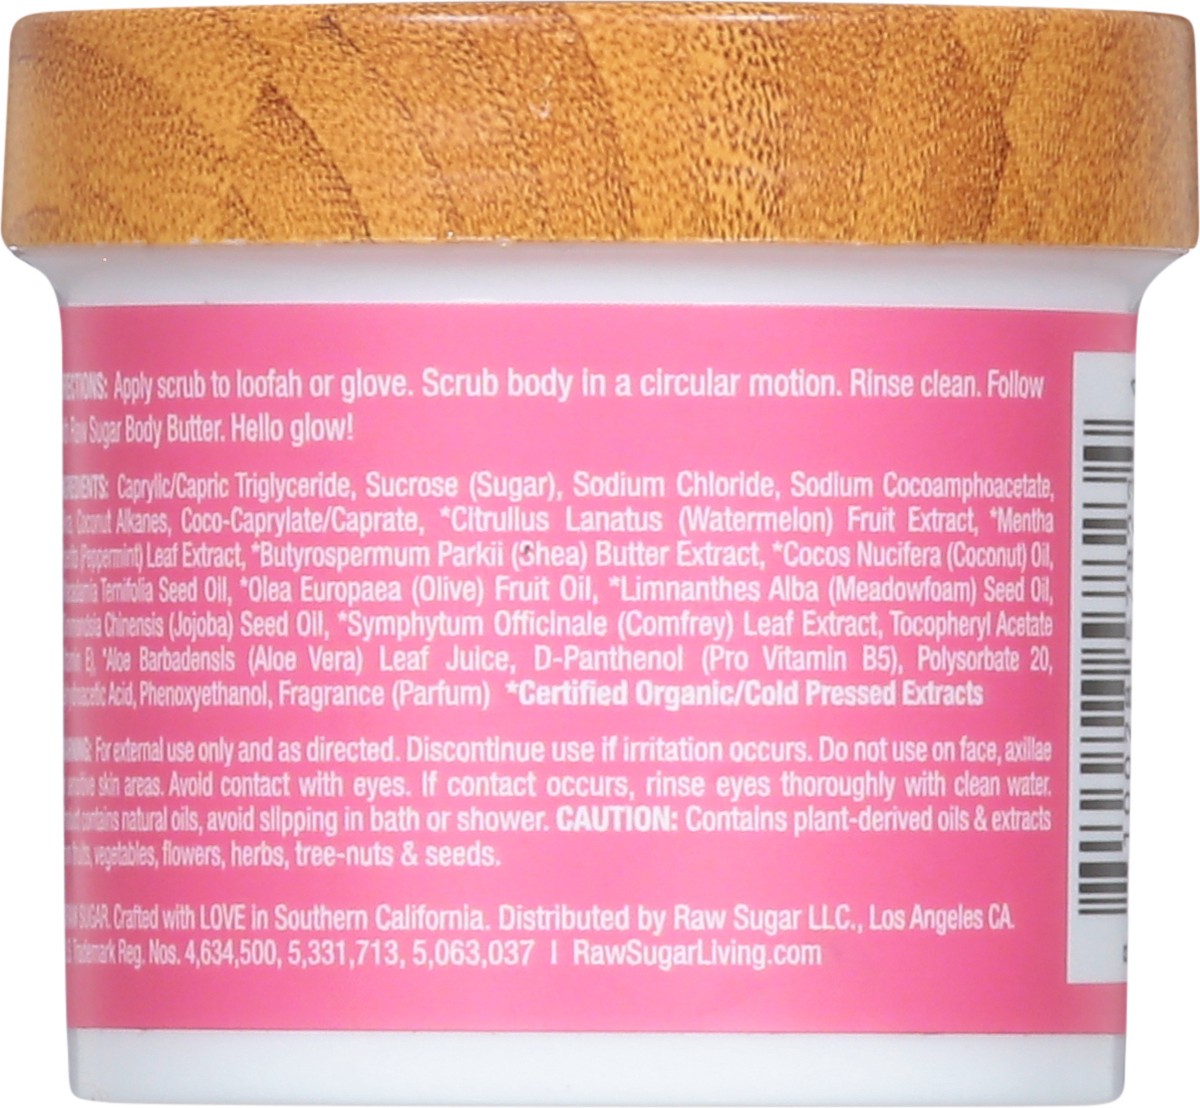 Apply scrub to loofah or glove. Scrub body in a circular motion. Rinse clean. Follow
Raw Sugar Body Butter. Hello glow!
Caprylic/Capric Triglyceride, Sucrose (Sugar), Sodium Chloride, Sodium Cocoamphoacetate,
Coconut Alkanes, Coco-Caprylate/Caprate, *Citrullus Lanatus (Watermelon) Fruit Extract, *Mentha
(Peppermint) Leaf Extract, *Butyrospermum Parkii (Shea) Butter Extract, *Cocos Nucifera (Coconut) Oil,
Ternifolia Seed Oil, *Olea Europaea (Olive) Fruit Oil, *Limnanthes Alba (Meadowfoam) Seed Oil,
Chinensis (Jojoba) Seed Oil, *Symphytum Officinale (Comfrey) Leaf Extract, Tocopheryl Acetate
E), *Aloe Barbadensis (Aloe Vera) Leaf Juice, D-Panthenol (Pro Vitamin B5), Polysorbate 20,
Acid, Phenoxyethanol, Fragrance (Parfum) *Certified Organic/Cold Pressed Extracts
For external use only and as directed. Discontinue use if irritation occurs. Do not use on face, axillae
skin areas. Avoid contact with eyes. If contact occurs, rinse eyes thoroughly with clean water.
contains natural oils, avoid slipping in bath or shower. CAUTION: Contains plant-derived oils & extracts
vegetables, flowers, herbs, tree-nuts & seeds.
SUGAR. Crafted with LOVE in Southern California. Distributed by Raw Sugar LLC., Los Angeles CA.
Trademark Reg. Nos. 4,634,500, 5,331,713, 5,063,037 | RawSugarLiving.com